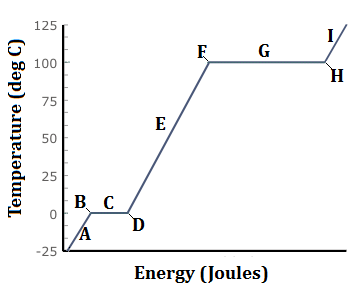 Temperature (deg C)
125
100
75
50
25
0
-25
A
B
C
D
E
F
G
H
I
Energy (Joules)